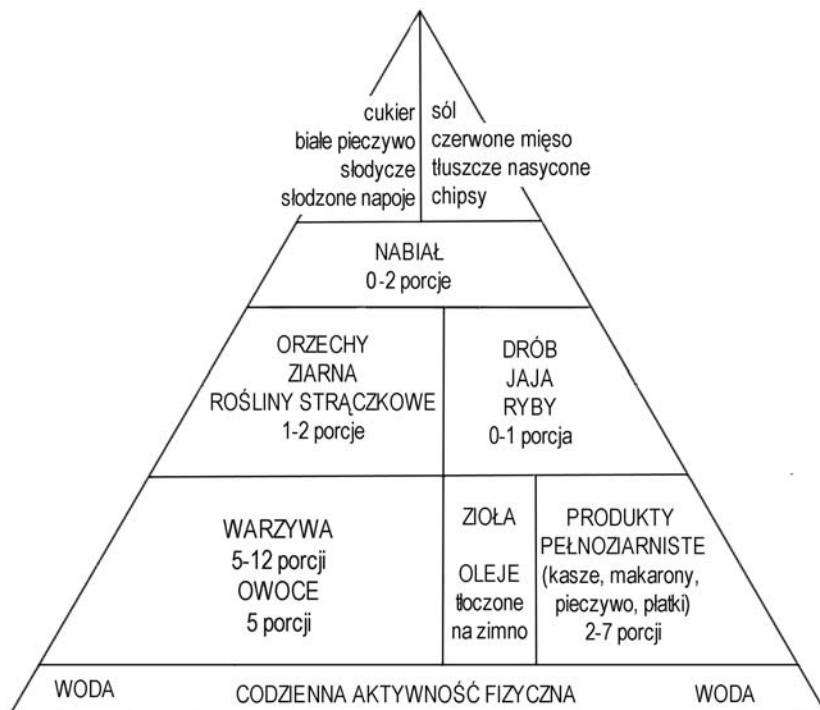 cukier
białe pieczywo
słodycze
słodzone napoje
sól
czerwone mięso
tłuszcze nasycone
chipsy
NABIAŁ
0-2 porcje
ORZECHY
ZIARNA
ROŚLINY STRĄCZKOWE
1-2 porcje
DRÓB
JAJA
RYBY
0-1 porcja
WARZYWA
5-12 porcji
OWOCE
5 porcji
ZIOŁA
OLEJE
tłoczone
na zimno
PRODUKTY
PEŁNOZIARNISTE
(kasze, makarony,
pieczywo, płatki)
2-7 porcji
WODA
CODZIENNA AKTYWNOŚĆ FIZYCZNA
WODA